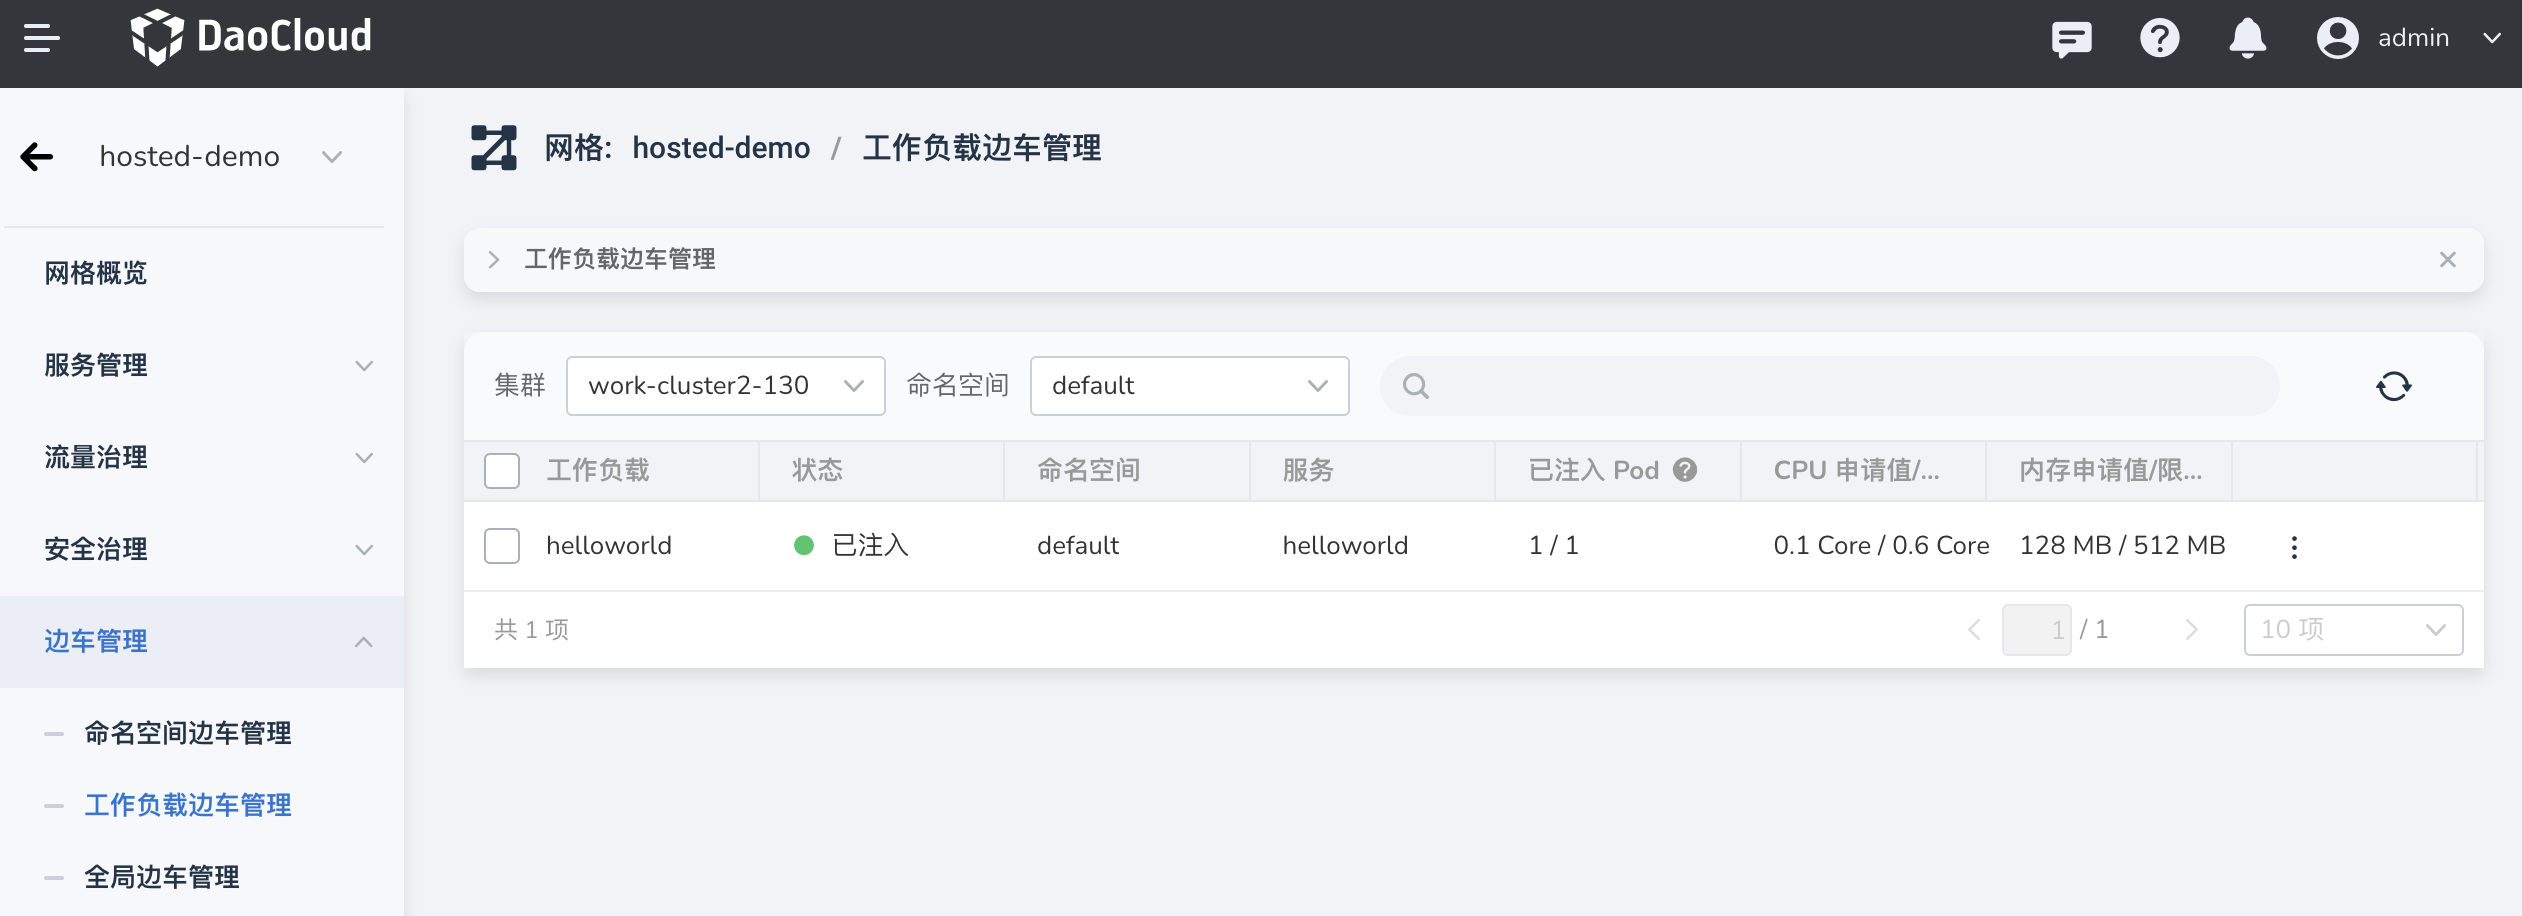 DaoCloud
admin
hosted-demo
网格概览
服务管理
流量治理
安全治理
边车管理
命名空间边车管理
工作负载边车管理
全局边车管理
网格: hosted-demo / 工作负载边车管理
工作负载边车管理
集群 work-cluster2-130 命名空间 default
工作负载 状态 命名空间 服务 已注入 Pod CPU 申请值/... 内存申请值/限...
helloworld 已注入 default helloworld 1 / 1 0.1 Core / 0.6 Core 128 MB / 512 MB
共 1 项 1 / 1 10 项